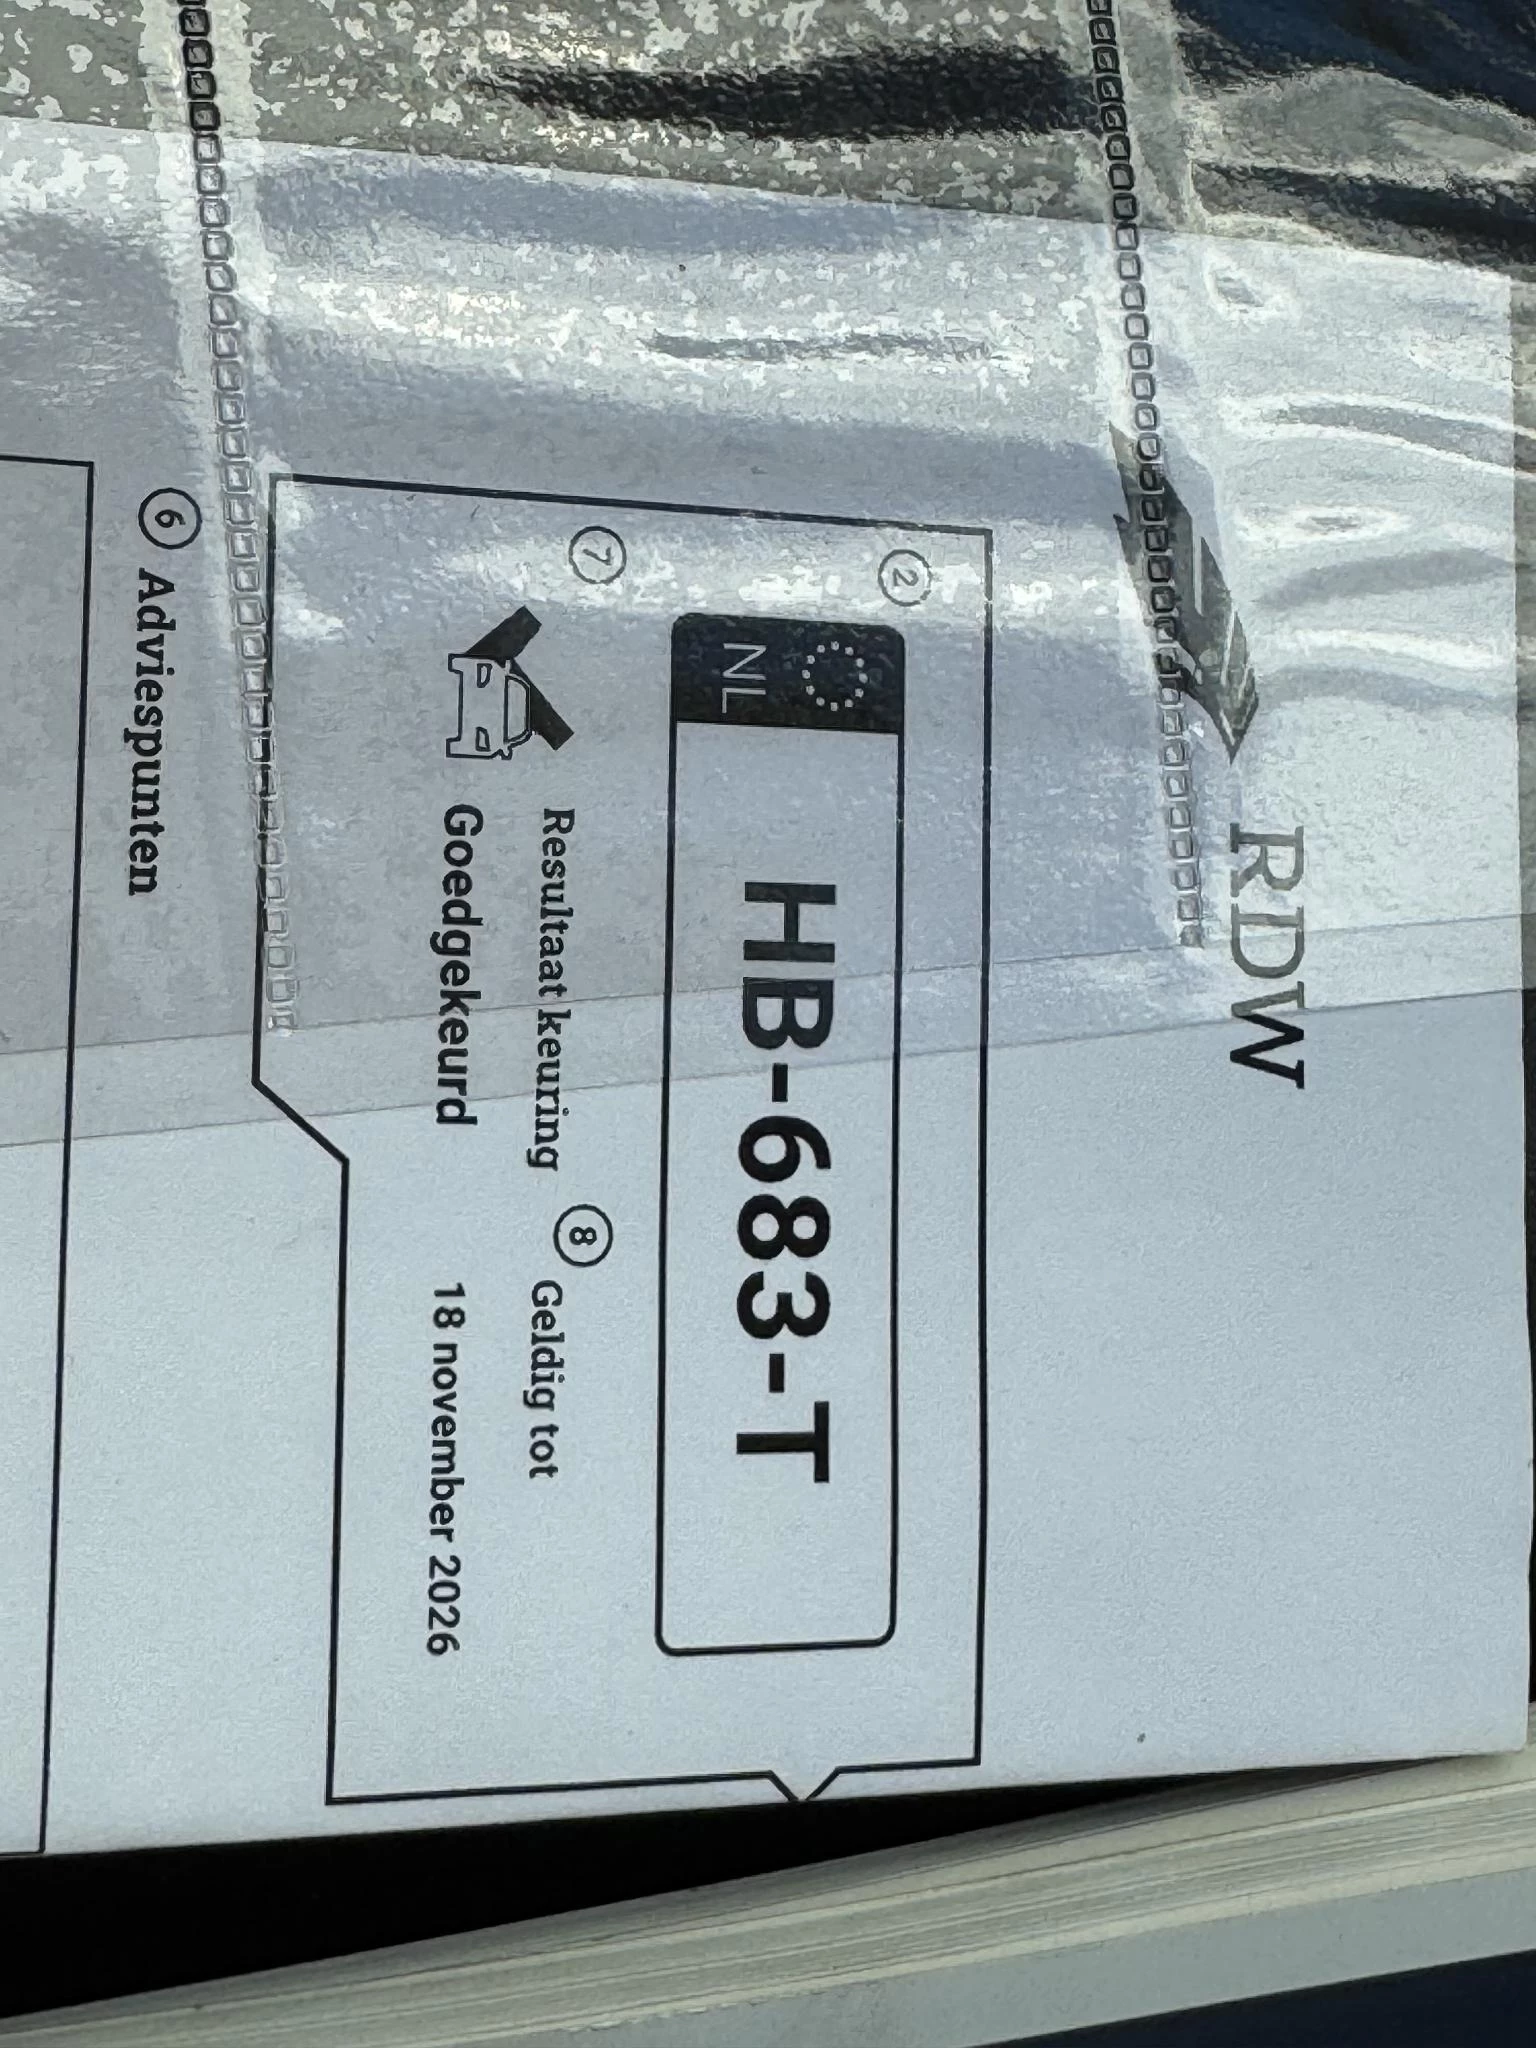 RDW
2
NL
HB-683-T
7 Resultaat keuring
8 Geldig tot
Goedgekeurd
18 november 2026
6 Adviespunten